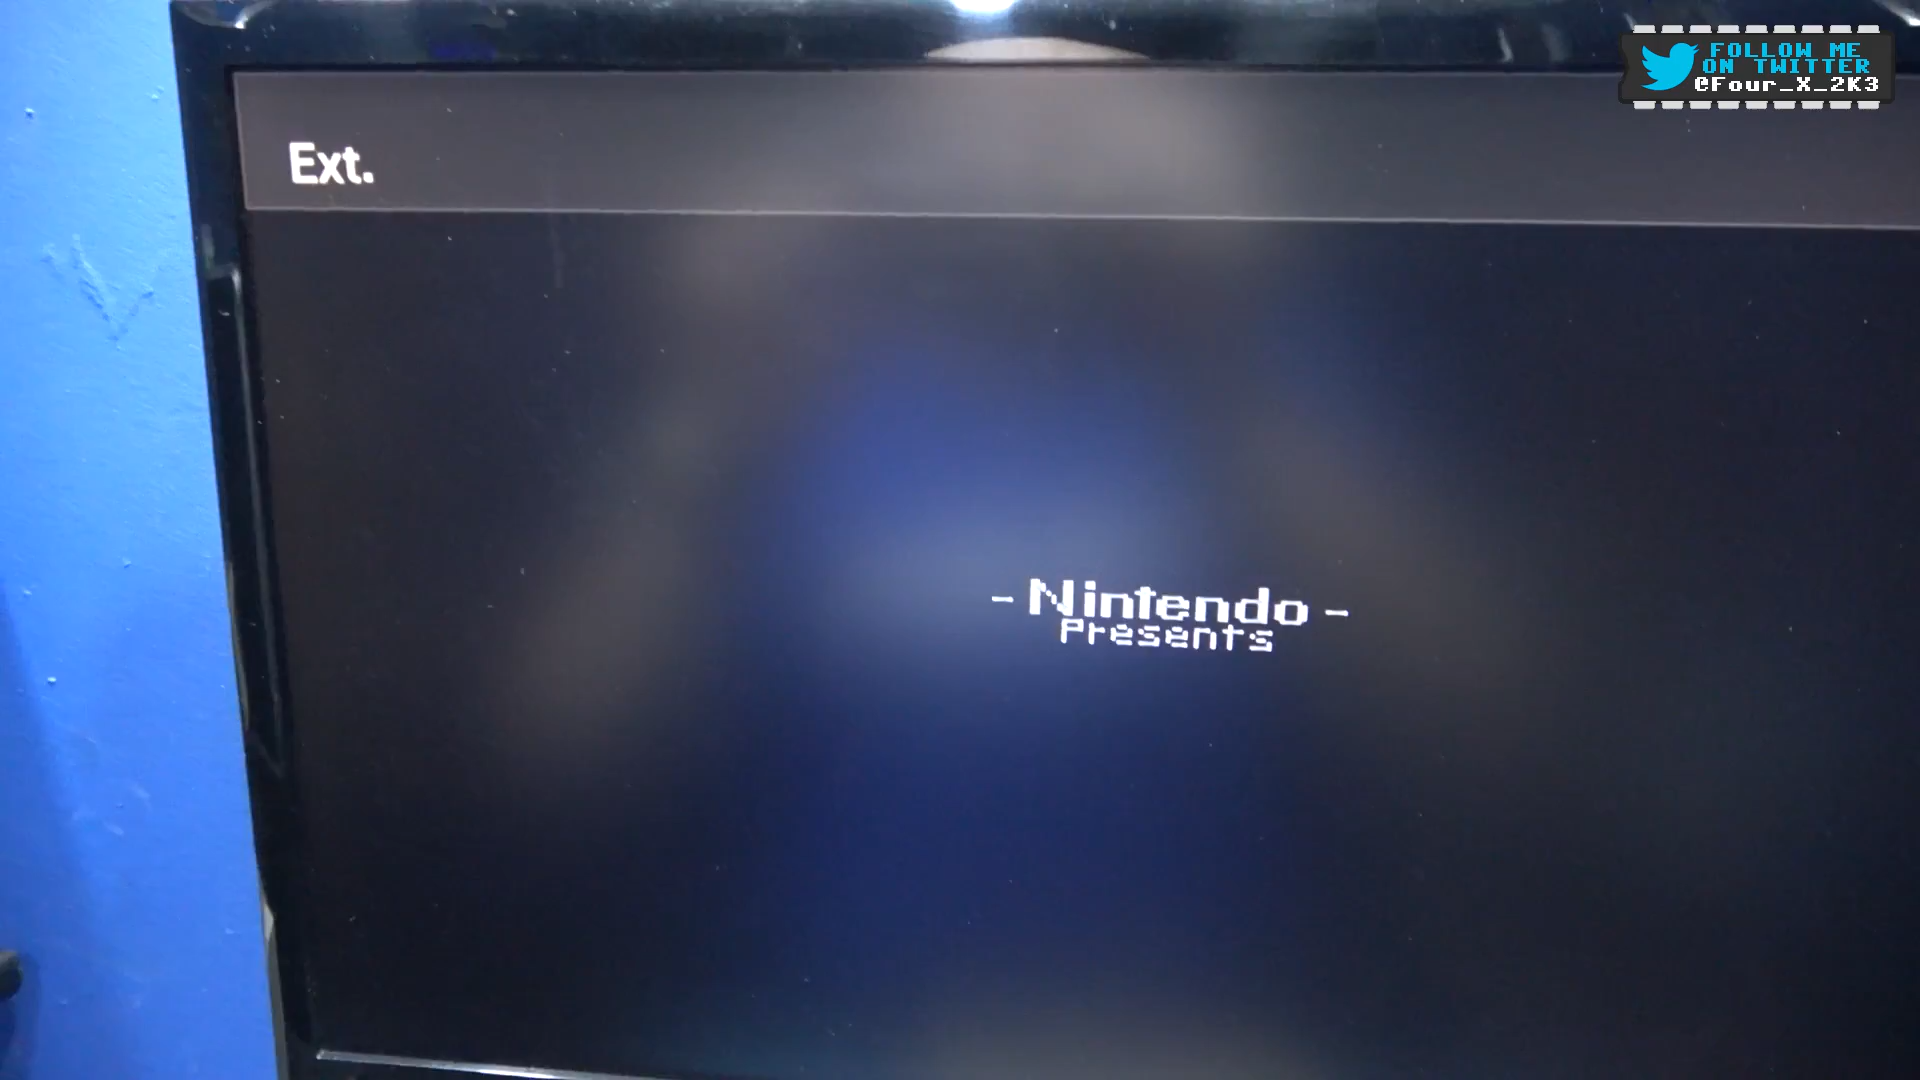 FOLLOW ME
ON TWITTER
@Four_X_2K3
Ext.
- Nintendo -
Presents